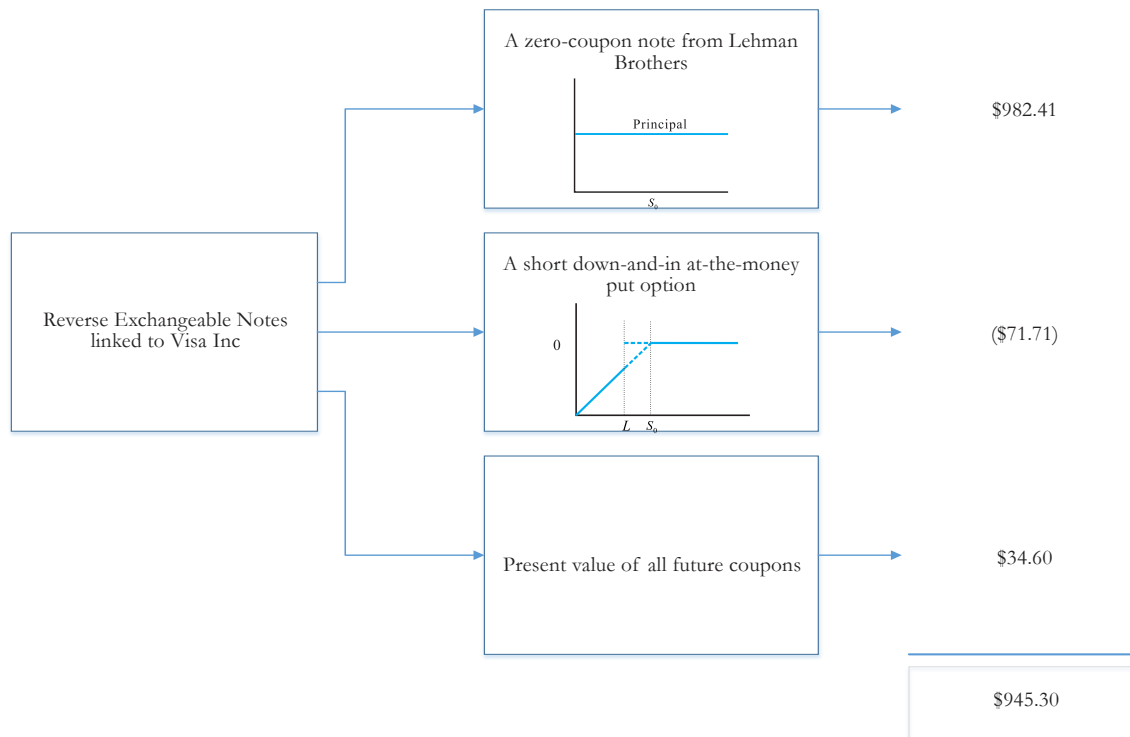 A zero-coupon note from Lehman
Brothers
Principal
S₀
$982.41
Reverse Exchangeable Notes
linked to Visa Inc
A short down-and-in at-the-money
put option
0
L S₀
($71.71)
Present value of all future coupons
$34.60
$945.30